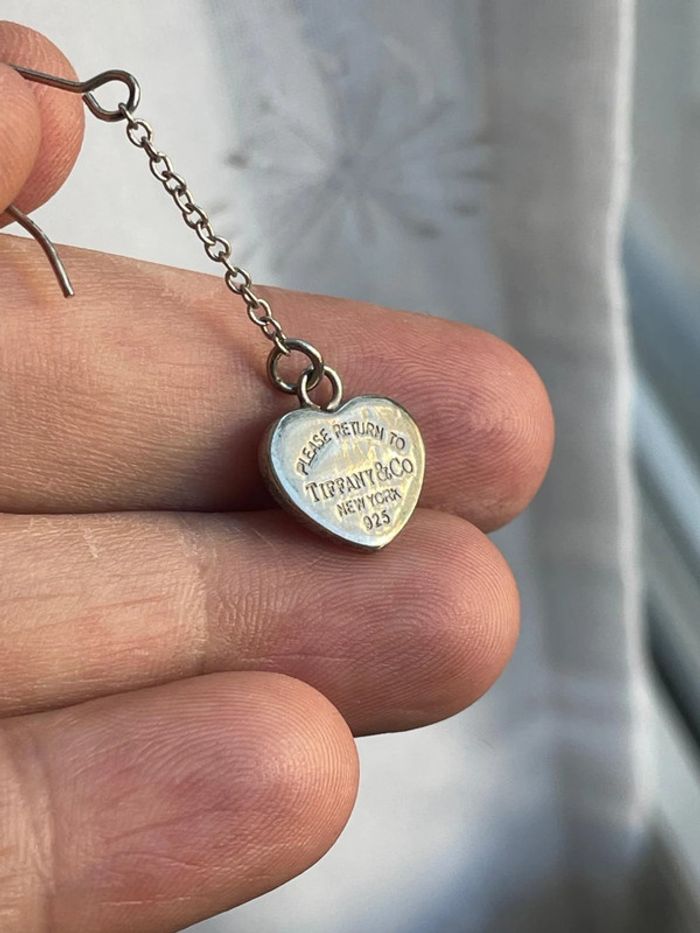 PLEASE RETURN TO
TIFFANY & CO
NEW YORK
925